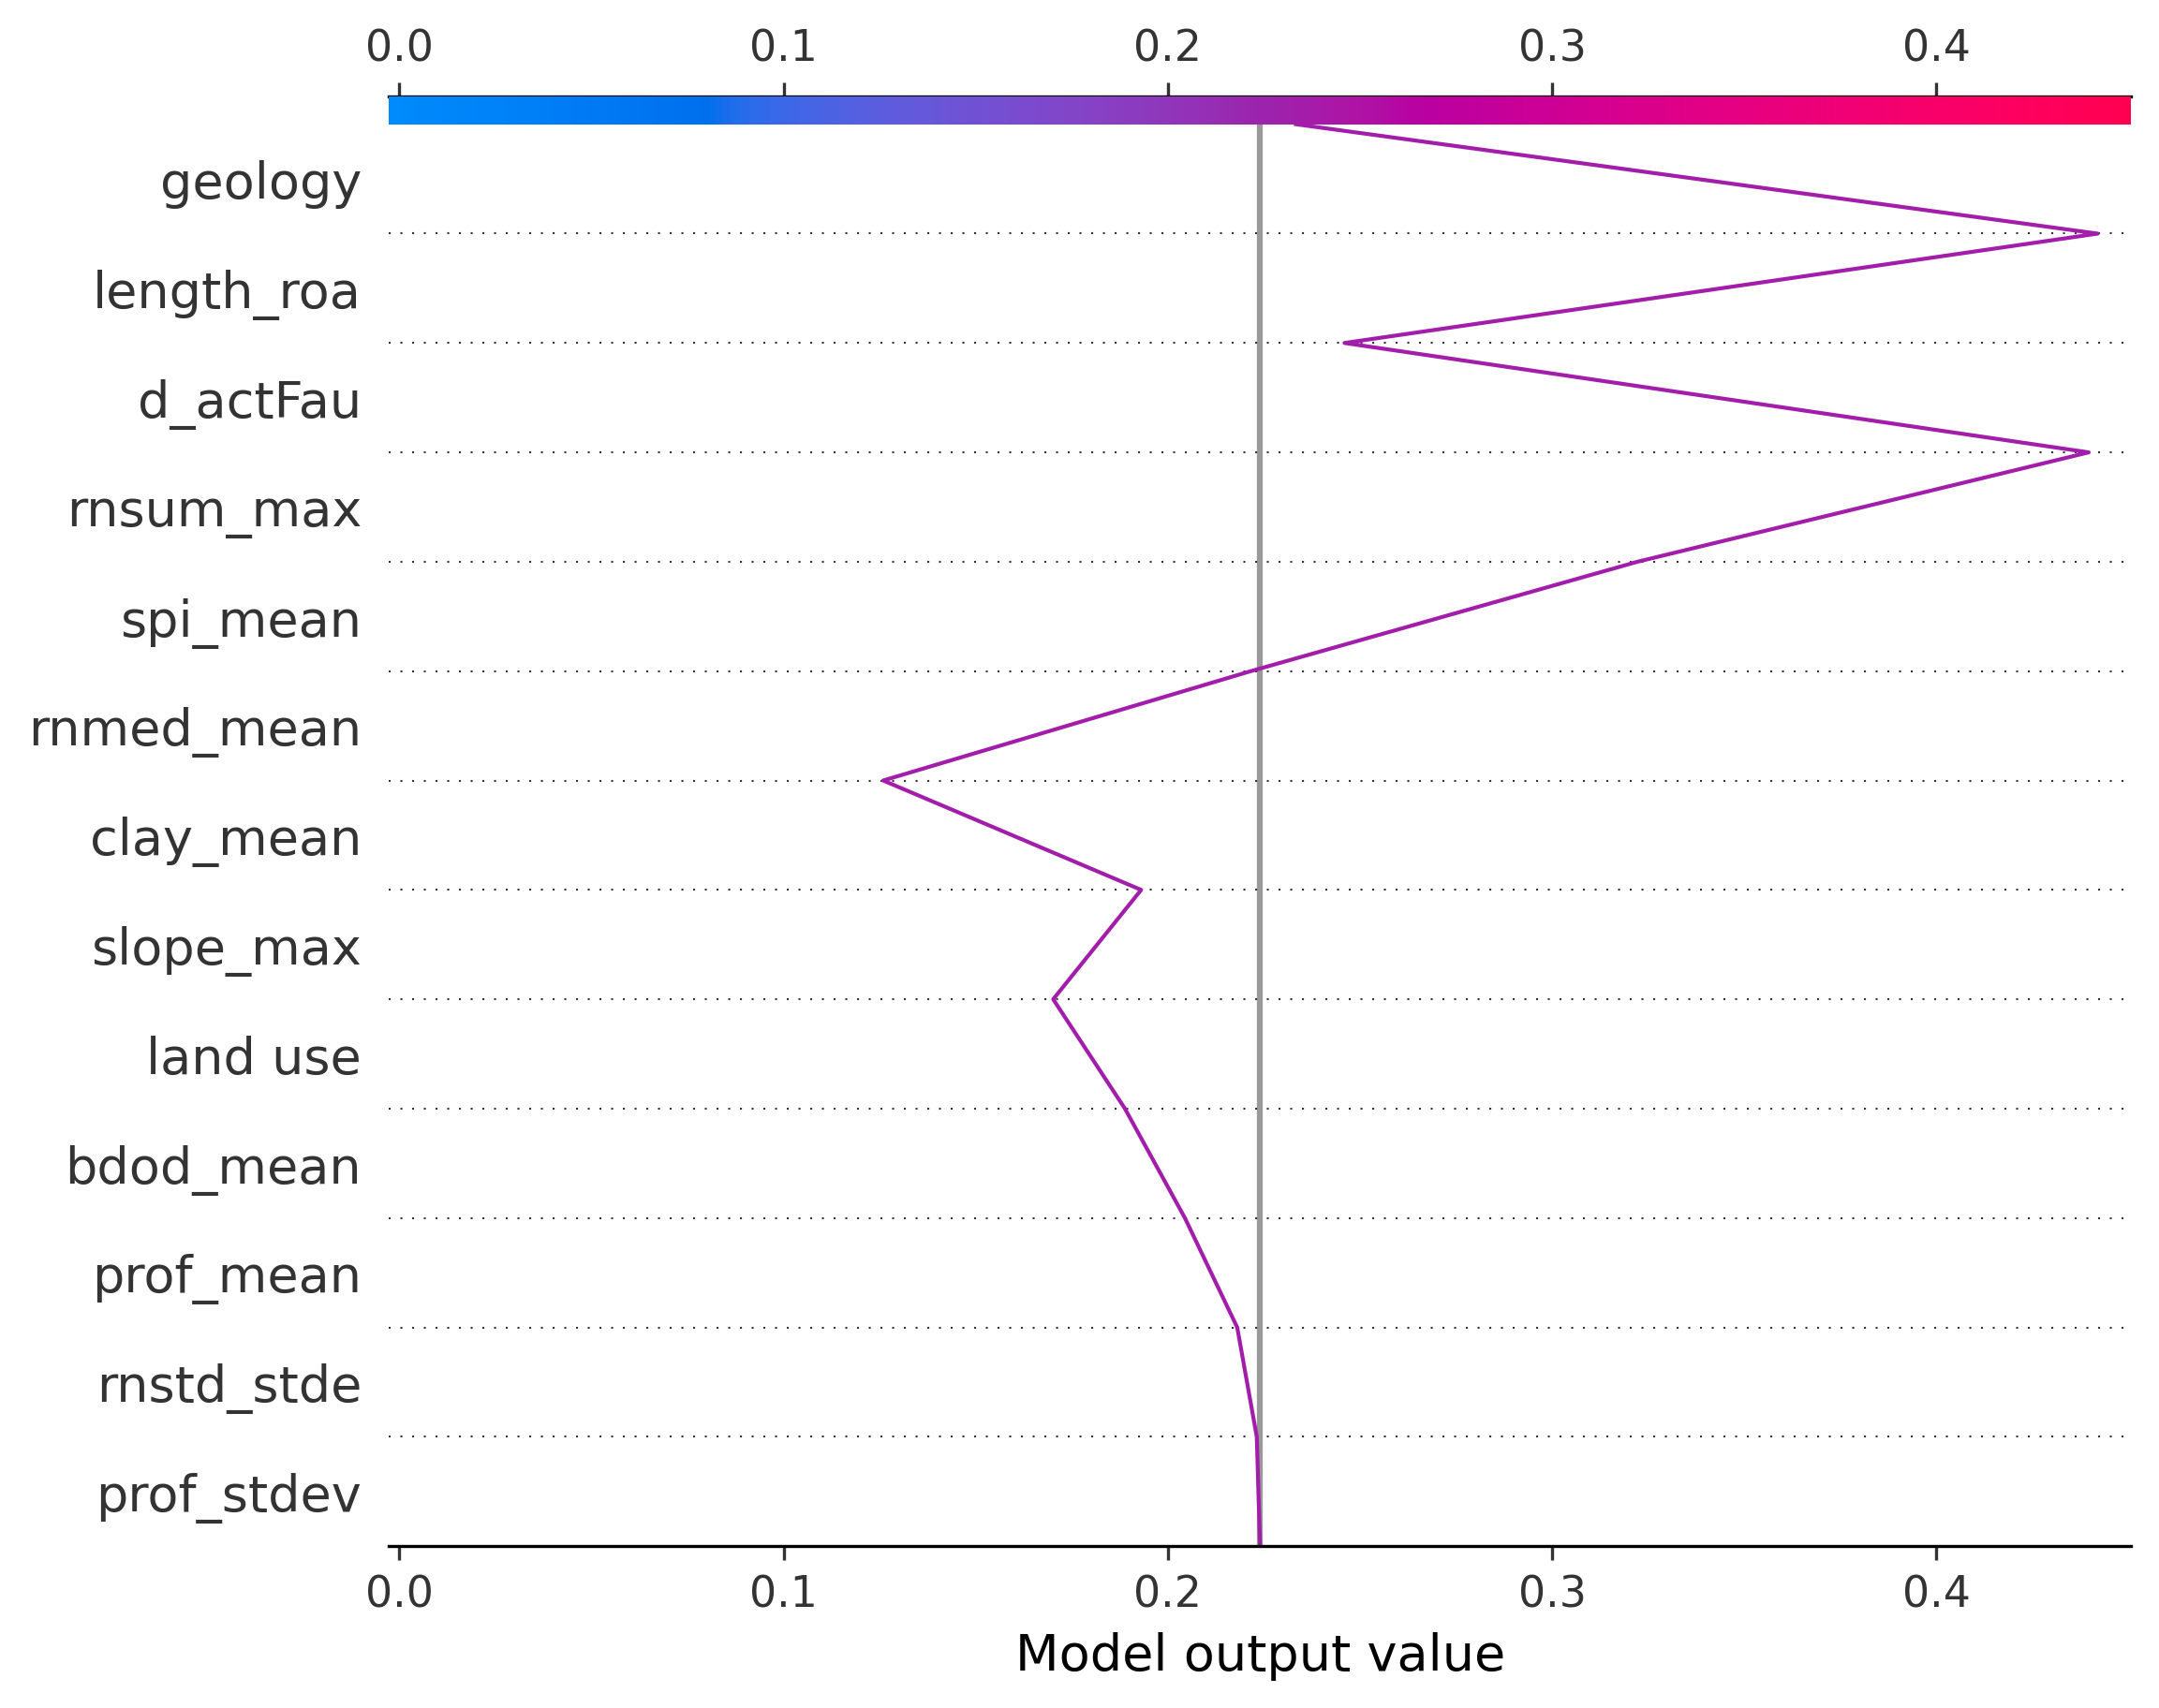 0.0 0.1 0.2 0.3 0.4
geology
length_roa
d_actFau
rnsum_max
spi_mean
rnmed_mean
clay_mean
slope_max
land use
bdod_mean
prof_mean
rnstd_stde
prof_stdev
0.0 0.1 0.2 0.3 0.4
Model output value